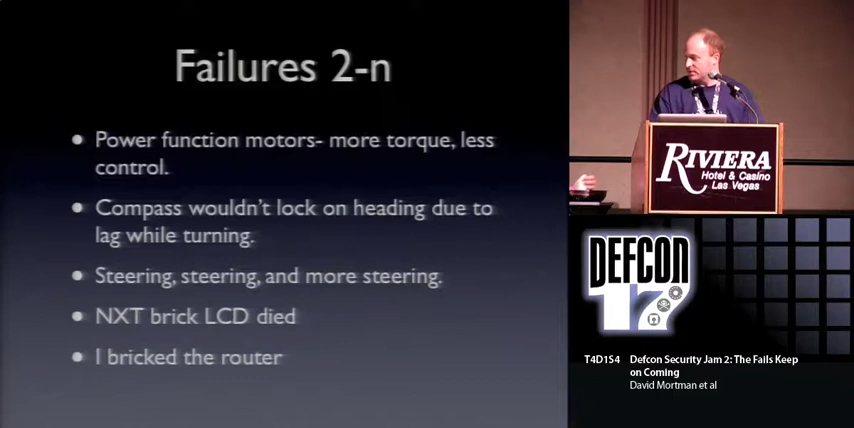 Failures 2-n
• Power function motors- more torque, less
control.
• Compass wouldn't lock on heading due to
lag while turning.
• Steering, steering, and more steering.
• NXT brick LCD died
• I bricked the router
RIVIERA
Hotel & Casino
Las Vegas
DEFCON
17
T4D1S4 Defcon Security Jam 2: The Fails Keep
on Coming
David Mortman et al